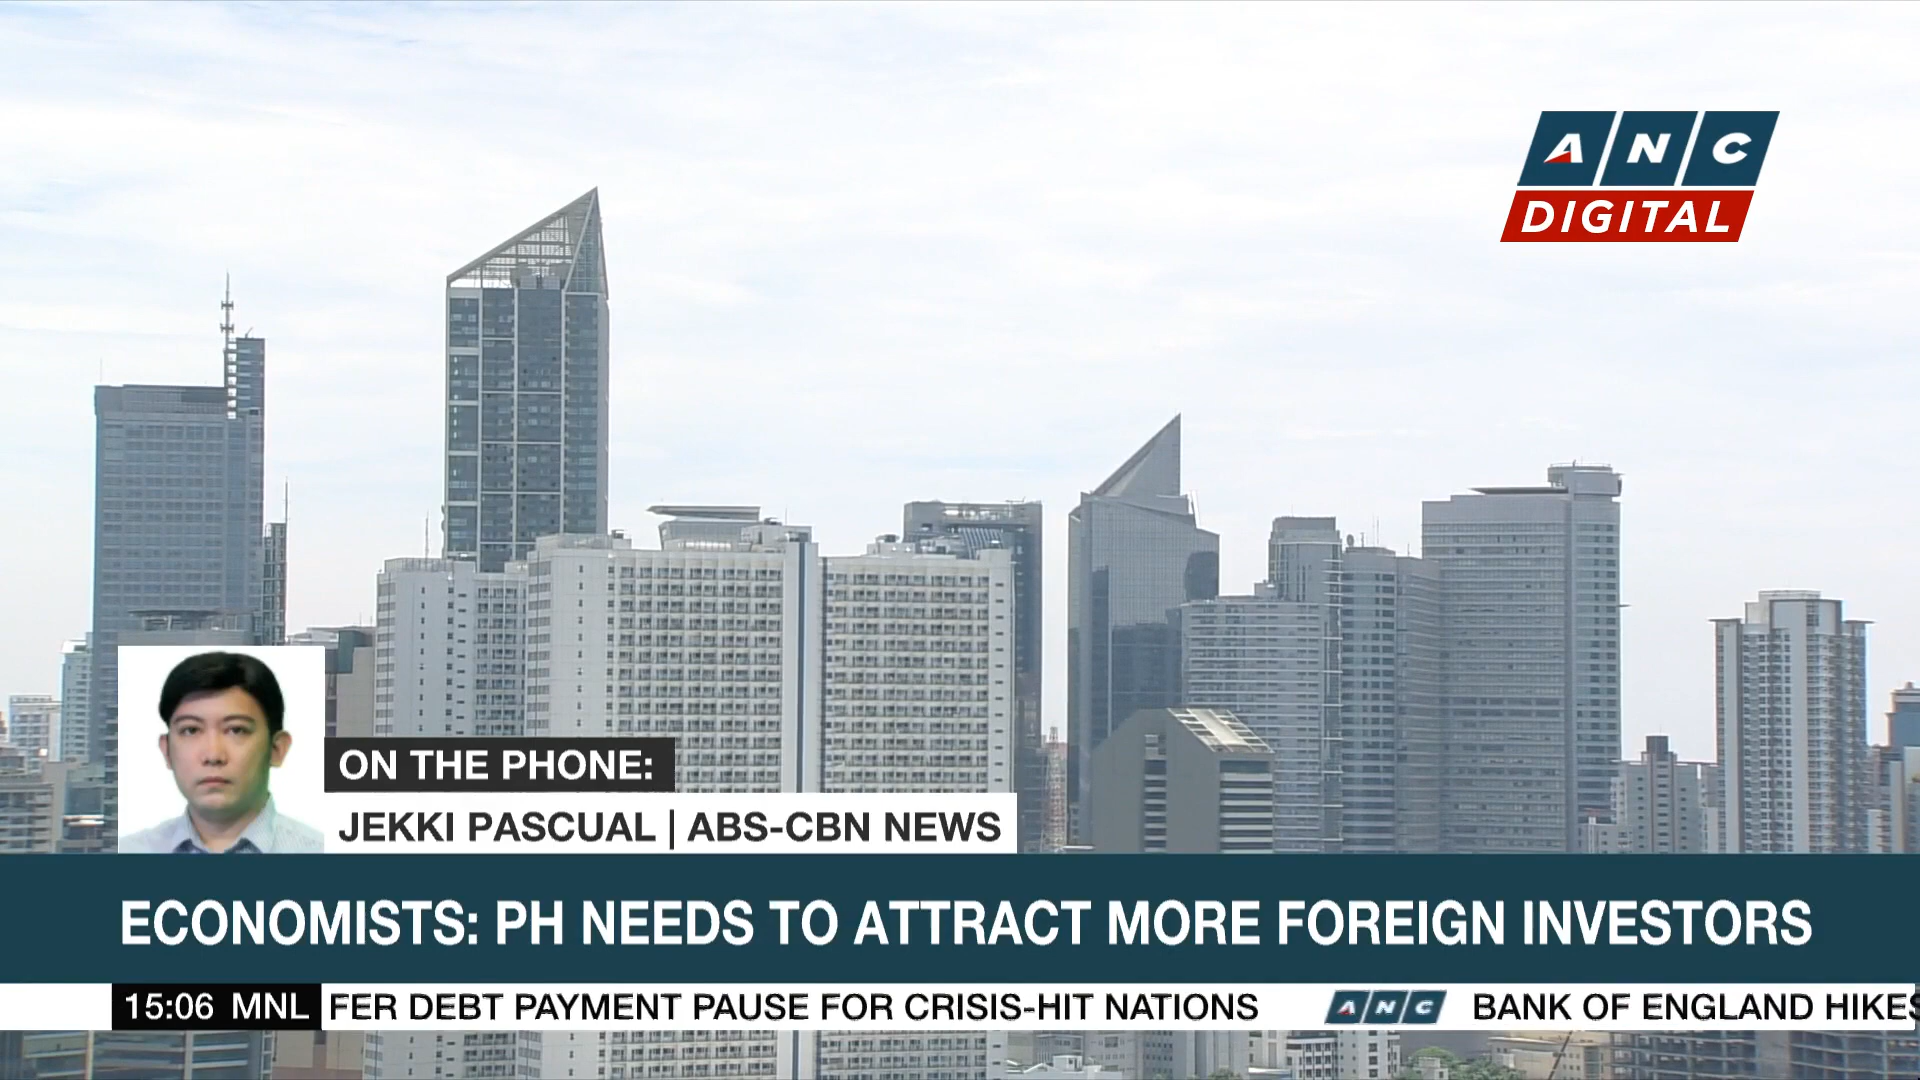 ANC
DIGITAL
ON THE PHONE:
JEKKI PASCUAL | ABS-CBN NEWS
ECONOMISTS: PH NEEDS TO ATTRACT MORE FOREIGN INVESTORS
15:06 MNL FER DEBT PAYMENT PAUSE FOR CRISIS-HIT NATIONS ANC BANK OF ENGLAND HIKES